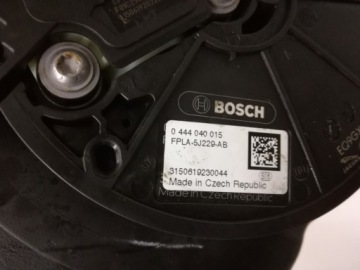 BOSCH
0 444 040 015
FPLA-5J229-AB
3150619230044
Made in Czech Republic
Made in Czech Republic